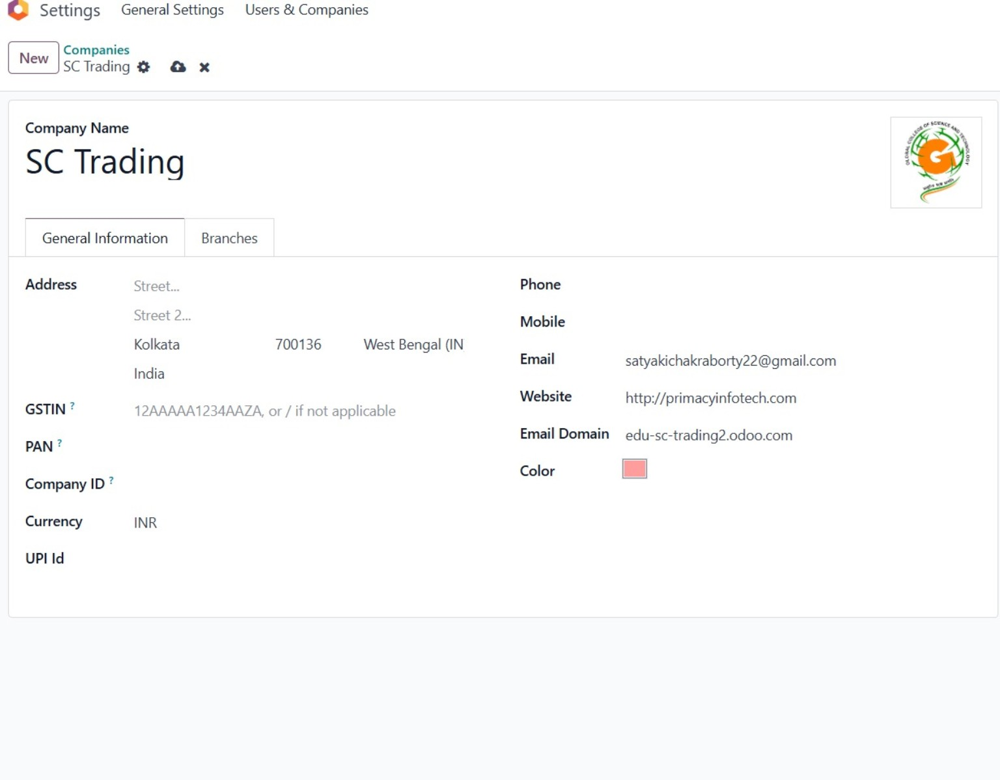 Settings General Settings Users & Companies
New
Companies
SC Trading
Company Name
SC Trading
GLOBAL COLLEGE OF SCIENCE AND TECHNOLOGY
General Information Branches
Address Street...
Street 2...
Kolkata 700136 West Bengal (IN
India
GSTIN ? 12AAAAA1234AAZA, or / if not applicable
PAN ?
Company ID ?
Currency INR
UPI Id
Phone
Mobile
Email satyakichakraborty22@gmail.com
Website http://primacyinfotech.com
Email Domain edu-sc-trading2.odoo.com
Color